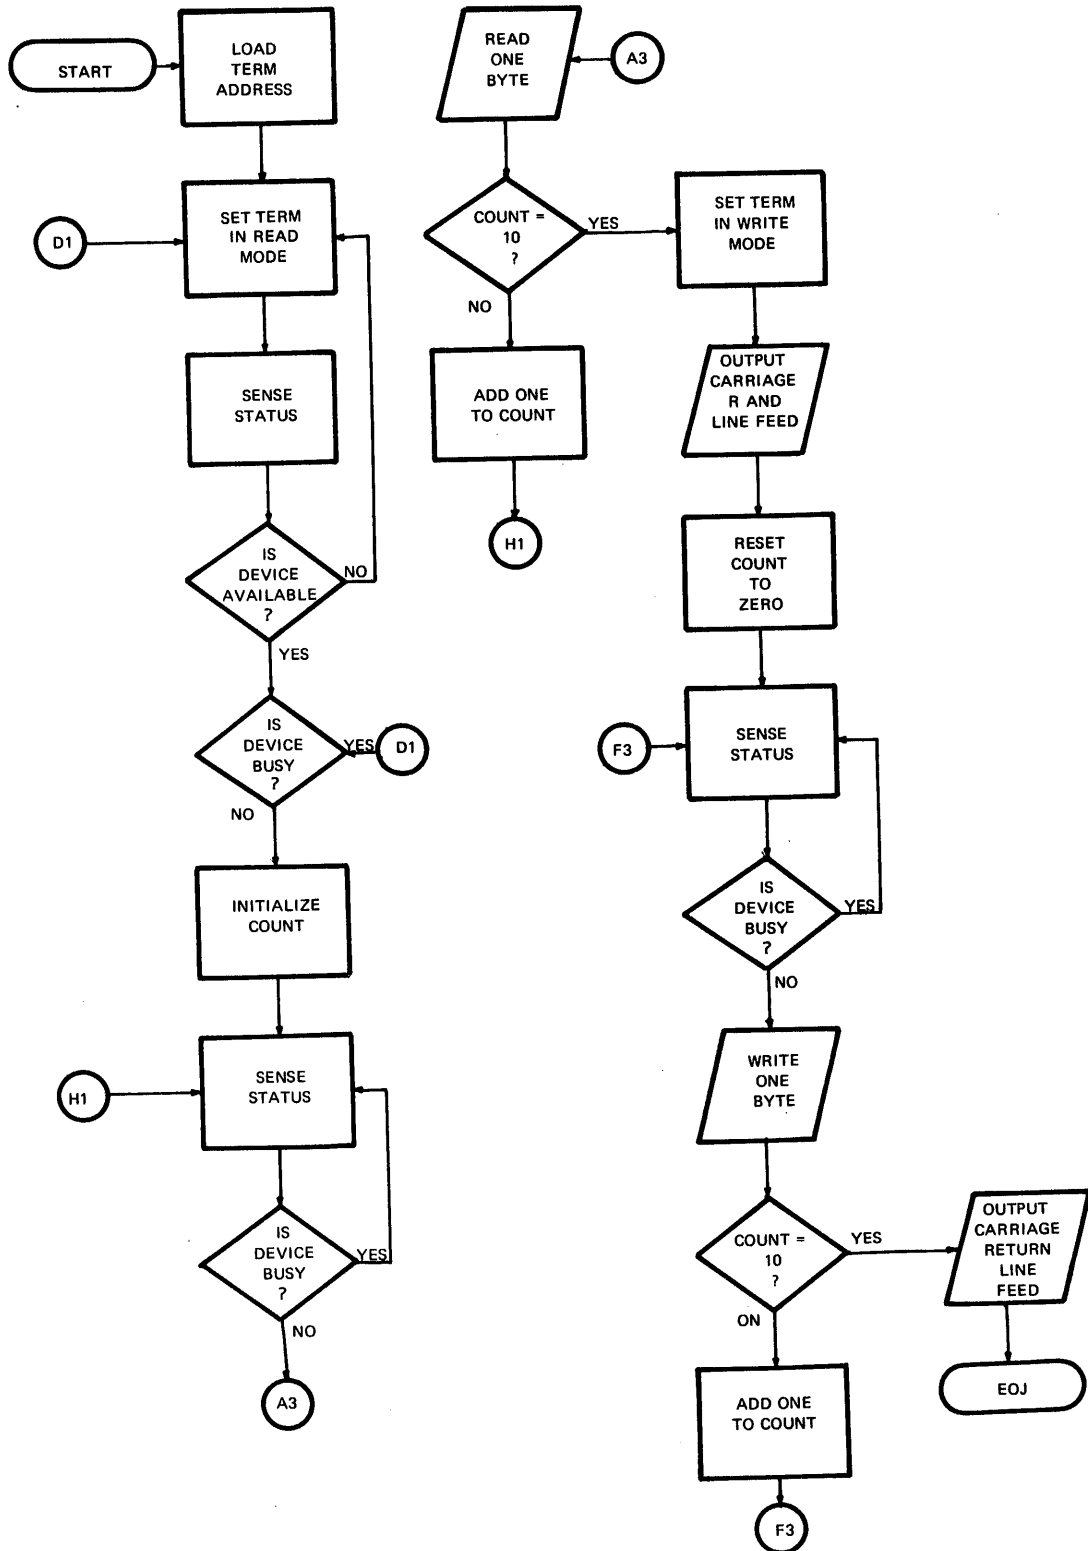 START
LOAD
TERM
ADDRESS
D1
SET TERM
IN READ
MODE
SENSE
STATUS
IS
DEVICE
AVAILABLE
?
NO
YES
IS
DEVICE
BUSY
?
YES
D1
NO
INITIALIZE
COUNT
H1
SENSE
STATUS
IS
DEVICE
BUSY
?
YES
NO
A3
READ
ONE
BYTE
A3
COUNT =
10
?
YES
NO
ADD ONE
TO COUNT
H1
SET TERM
IN WRITE
MODE
OUTPUT
CARRIAGE
R AND
LINE FEED
RESET
COUNT
TO
ZERO
F3
SENSE
STATUS
IS
DEVICE
BUSY
?
YES
NO
WRITE
ONE
BYTE
COUNT =
10
?
YES
ON
OUTPUT
CARRIAGE
RETURN
LINE
FEED
EOJ
ADD ONE
TO COUNT
F3